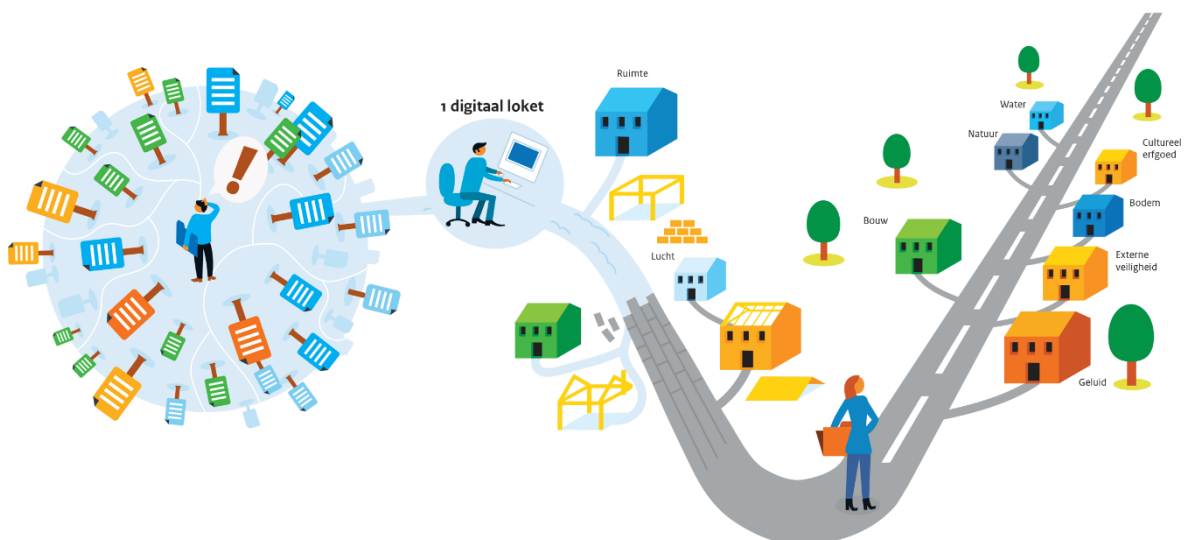 1 digitaal loket
Ruimte
Lucht
Bouw
Water
Natuur
Cultureel
erfgoed
Bodem
Externe
veiligheid
Geluid